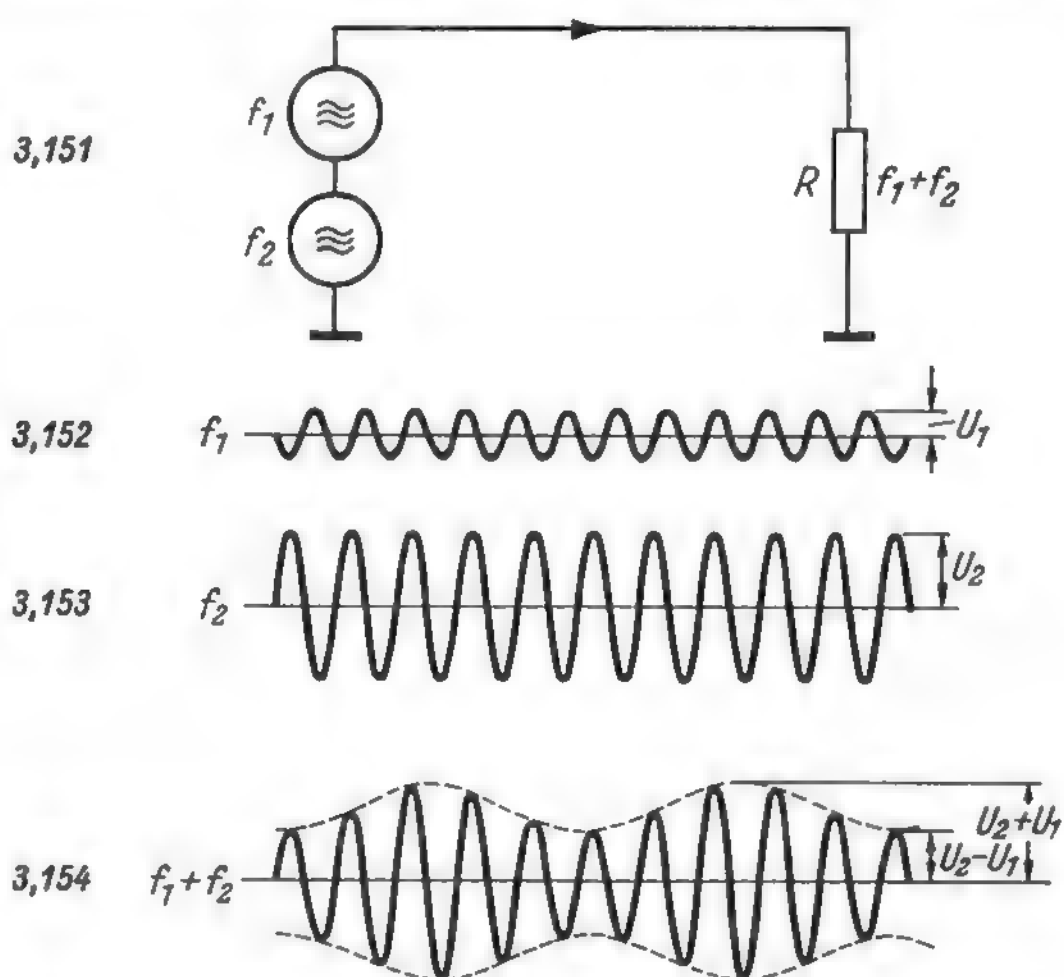 f₁
3,151
R f₁+f₂
f₂
3,152 f₁ U₁
3,153 f₂ U₂
3,154 f₁+f₂ U₂+U₁
U₂−U₁